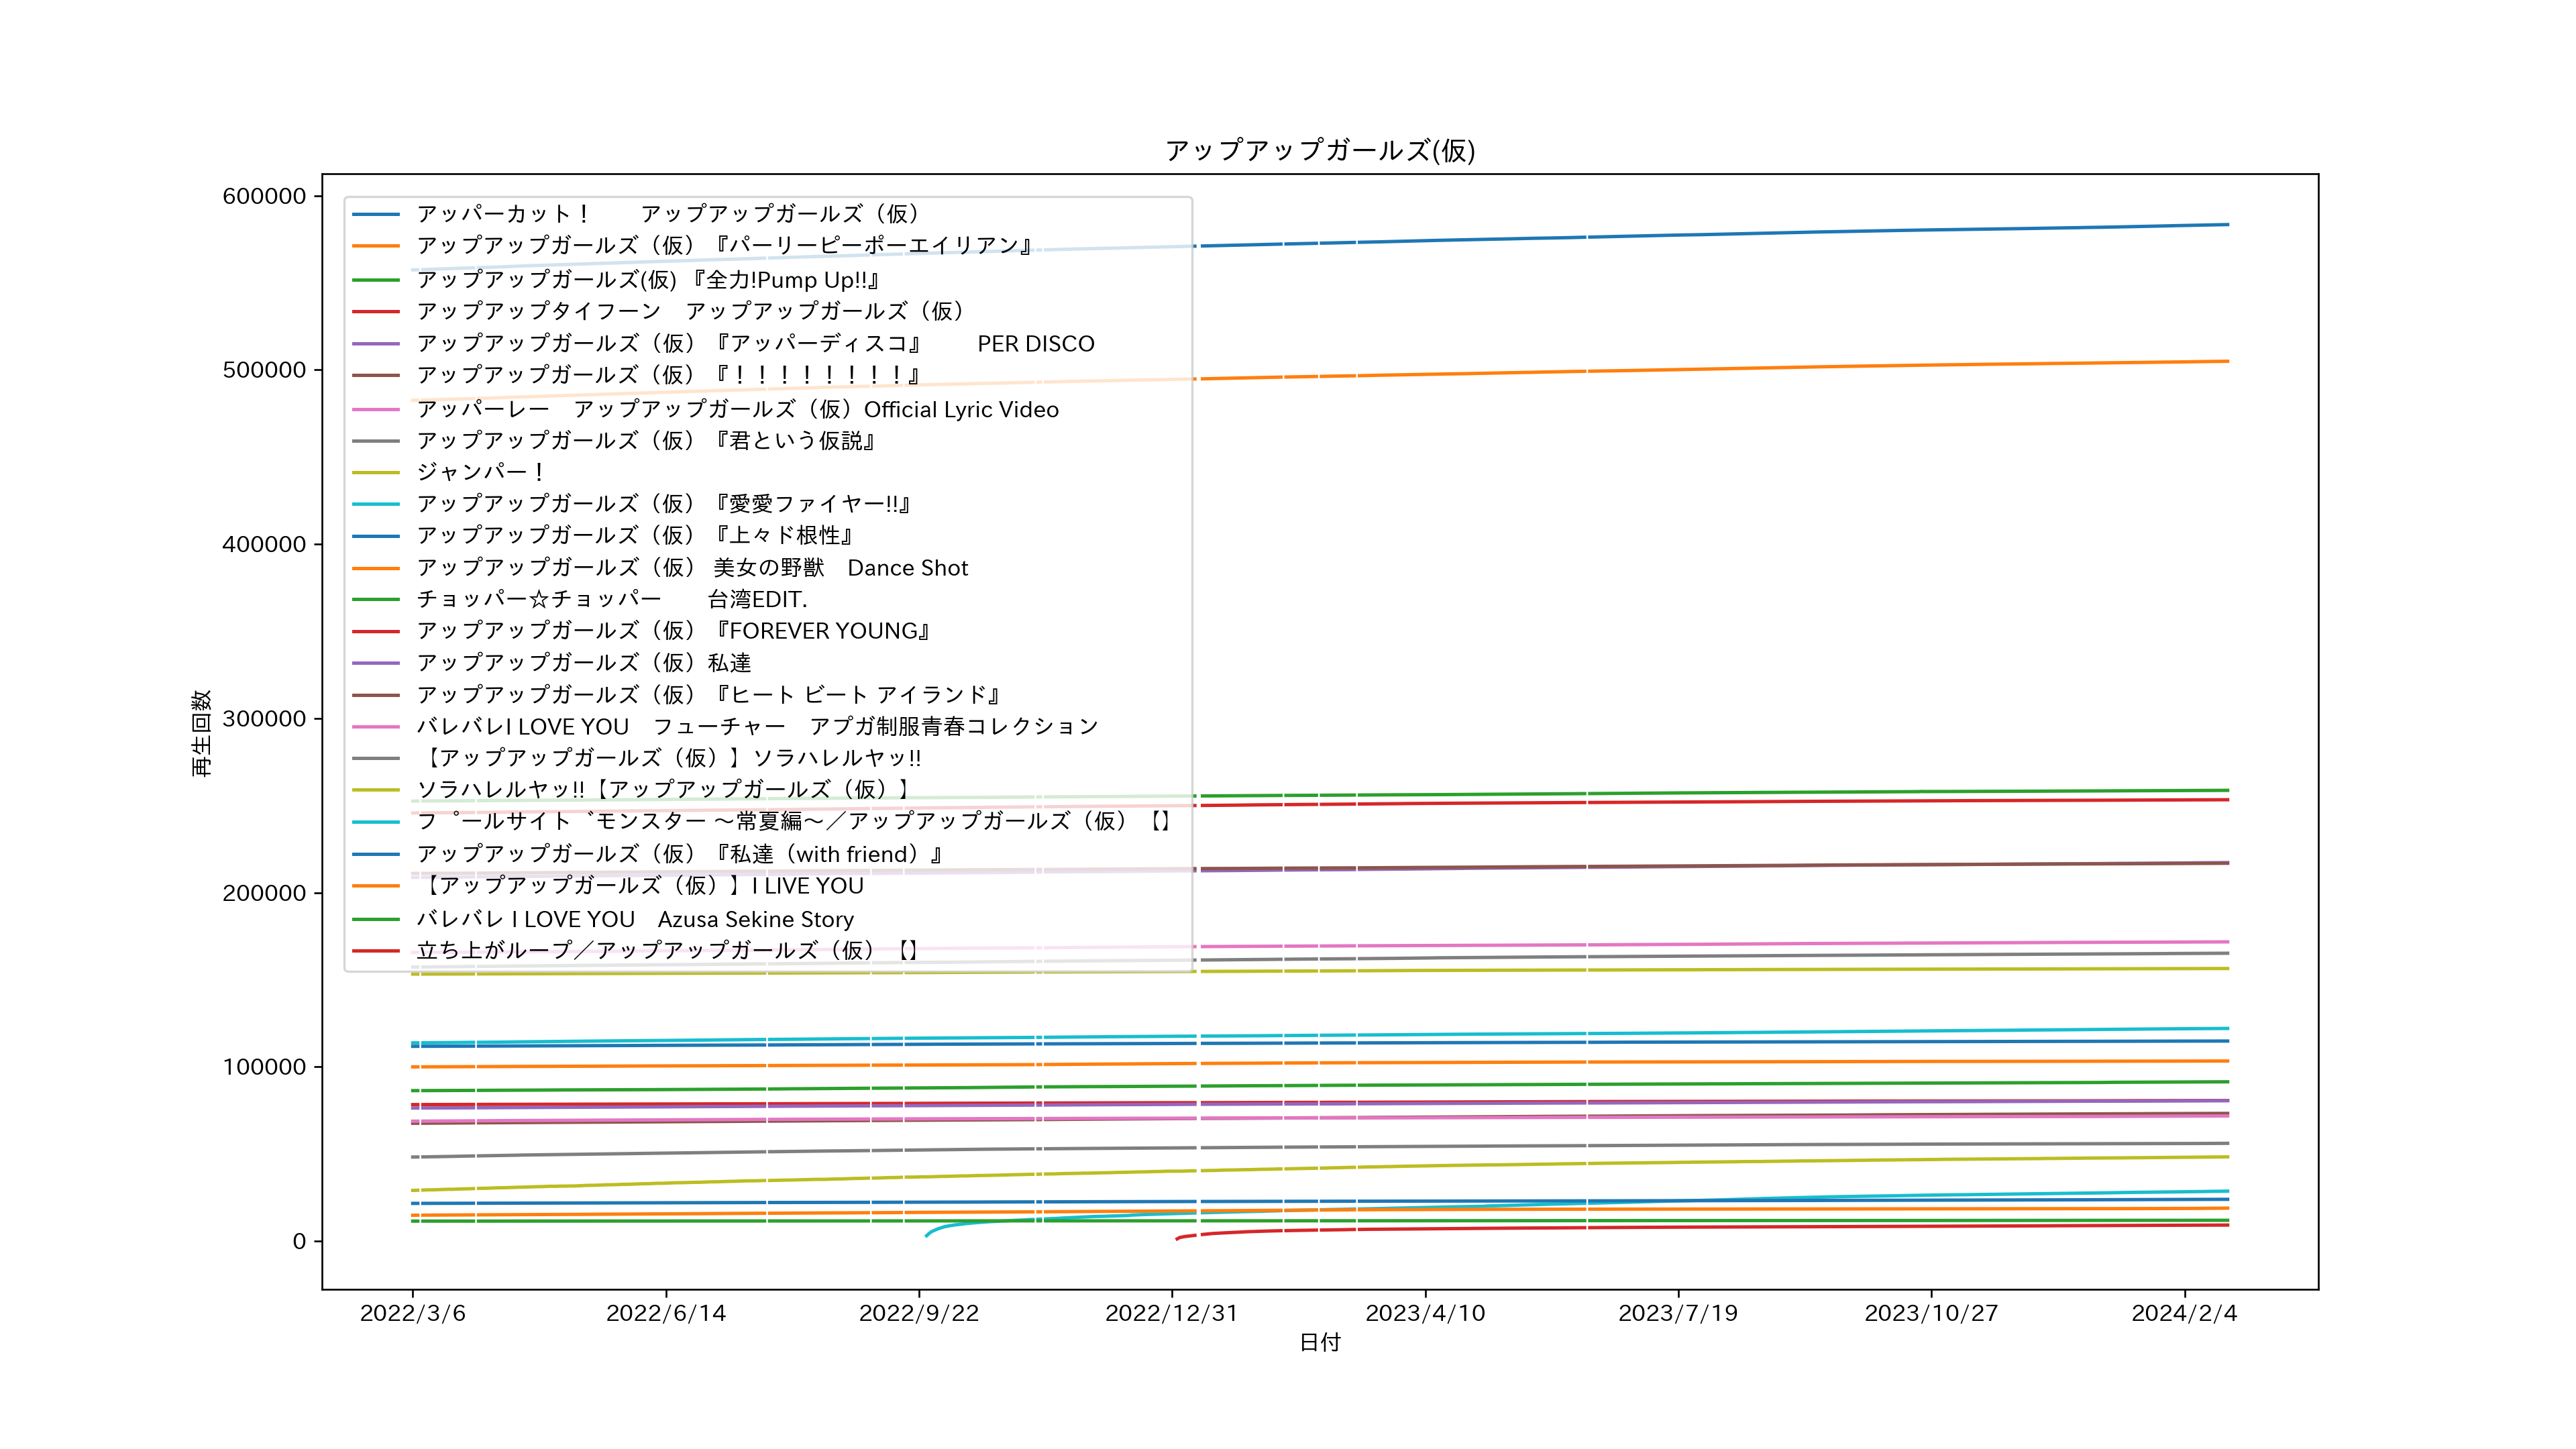 アップアップガールズ(仮)
600000
500000
400000
300000
200000
100000
0
再生回数
アッパーカット！　　アップアップガールズ（仮）
アップアップガールズ（仮）『パーリーピーポーエイリアン』
アップアップガールズ(仮) 『全力!Pump Up!!』
アップアップタイフーン　アップアップガールズ（仮）
アップアップガールズ（仮）『アッパーディスコ』　　PER DISCO
アップアップガールズ（仮）『！！！！！！！！』
アッパーレー　アップアップガールズ（仮）Official Lyric Video
アップアップガールズ（仮）『君という仮説』
ジャンパー！
アップアップガールズ（仮）『愛愛ファイヤー!!』
アップアップガールズ（仮）『上々ド根性』
アップアップガールズ（仮） 美女の野獣　Dance Shot
チョッパー☆チョッパー　　台湾EDIT.
アップアップガールズ（仮）『FOREVER YOUNG』
アップアップガールズ（仮）私達
アップアップガールズ（仮）『ヒート ビート アイランド』
バレバレI LOVE YOU　フューチャー　アプガ制服青春コレクション
【アップアップガールズ（仮）】ソラハレルヤッ!!
ソラハレルヤッ!!【アップアップガールズ（仮）】
フ゜ールサイト゛モンスター ～常夏編～／アップアップガールズ（仮）【】
アップアップガールズ（仮）『私達（with friend）』
【アップアップガールズ（仮）】I LIVE YOU
バレバレ I LOVE YOU　Azusa Sekine Story
立ち上がループ／アップアップガールズ（仮）【】
2022/3/6 2022/6/14 2022/9/22 2022/12/31 2023/4/10 2023/7/19 2023/10/27 2024/2/4
日付